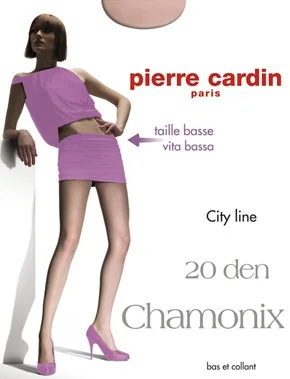 pierre cardin
paris
taille basse
vita bassa
City line
20 den
Chamonix
bas et collant